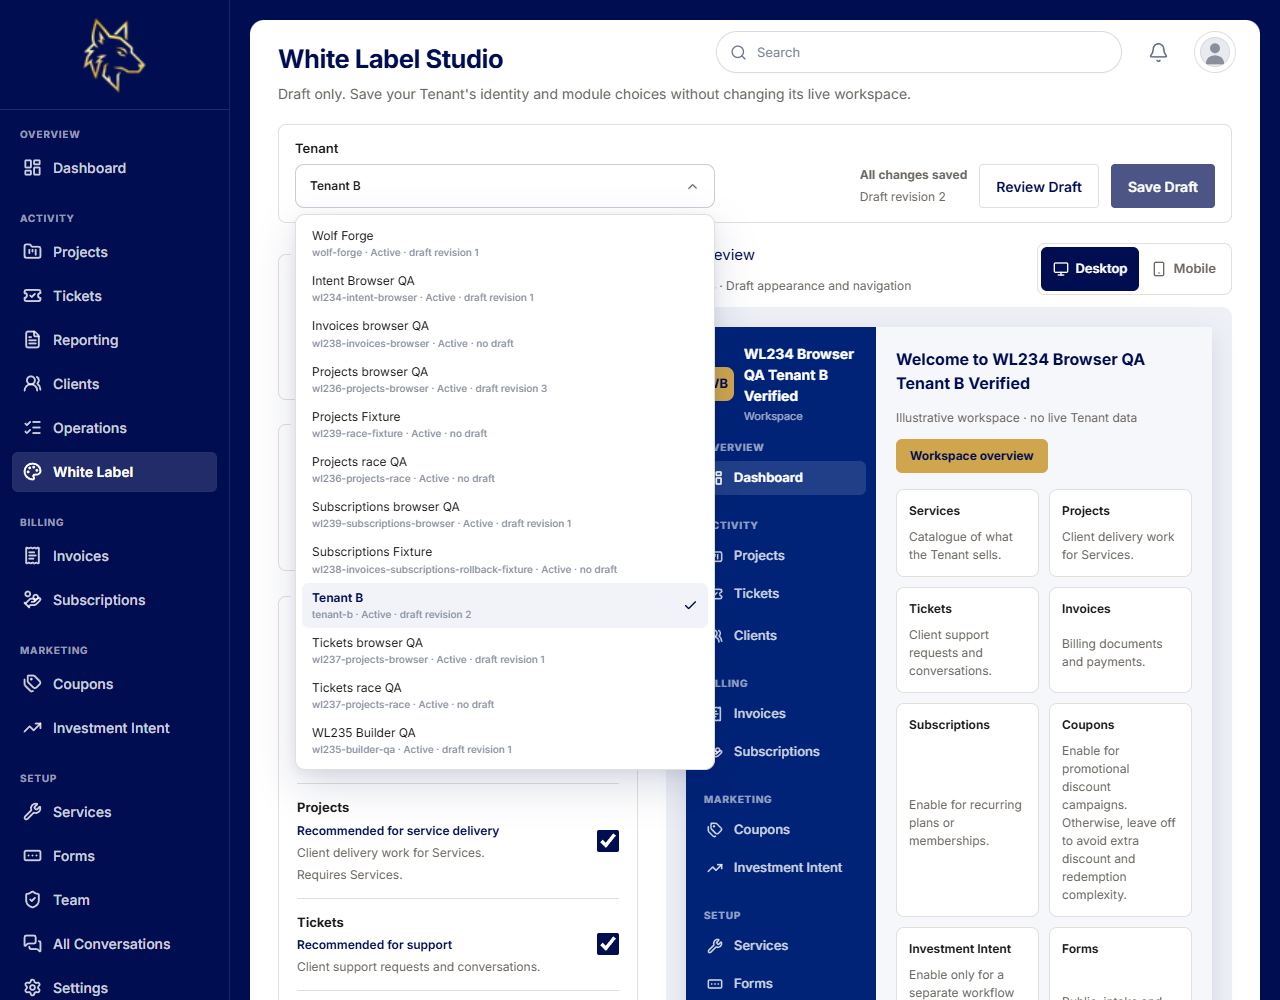 OVERVIEW
Dashboard
ACTIVITY
Projects
Tickets
Reporting
Clients
Operations
White Label
BILLING
Invoices
Subscriptions
MARKETING
Coupons
Investment Intent
SETUP
Services
Forms
Team
All Conversations
Settings
White Label Studio
Search
Draft only. Save your Tenant's identity and module choices without changing its live workspace.
Tenant
Tenant B
All changes saved
Draft revision 2
Review Draft
Save Draft
Wolf Forge
wolf-forge · Active · draft revision 1
Intent Browser QA
wl234-intent-browser · Active · draft revision 1
Invoices browser QA
wl238-invoices-browser · Active · no draft
Projects browser QA
wl236-projects-browser · Active · draft revision 3
Projects Fixture
wl239-race-fixture · Active · no draft
Projects race QA
wl236-projects-race · Active · no draft
Subscriptions browser QA
wl239-subscriptions-browser · Active · draft revision 1
Subscriptions Fixture
wl238-invoices-subscriptions-rollback-fixture · Active · no draft
Tenant B
tenant-b · Active · draft revision 2
Tickets browser QA
wl237-projects-browser · Active · draft revision 1
Tickets race QA
wl237-projects-race · Active · no draft
WL235 Builder QA
wl235-builder-qa · Active · draft revision 1
Projects
Recommended for service delivery
Client delivery work for Services.
Requires Services.
Tickets
Recommended for support
Client support requests and conversations.
eview
· Draft appearance and navigation
Desktop
Mobile
WB
WL234 Browser
QA Tenant B
Verified
Workspace
VERVIEW
Dashboard
CTIVITY
Projects
Tickets
Clients
LLING
Invoices
Subscriptions
MARKETING
Coupons
Investment Intent
SETUP
Services
Forms
Welcome to WL234 Browser QA
Tenant B Verified
Illustrative workspace · no live Tenant data
Workspace overview
Services
Catalogue of what
the Tenant sells.
Projects
Client delivery work
for Services.
Tickets
Client support
requests and
conversations.
Invoices
Billing documents
and payments.
Subscriptions
Enable for recurring
plans or
memberships.
Coupons
Enable for
promotional
discount
campaigns.
Otherwise, leave off
to avoid extra
discount and
redemption
complexity.
Investment Intent
Enable only for a
separate workflow
Forms